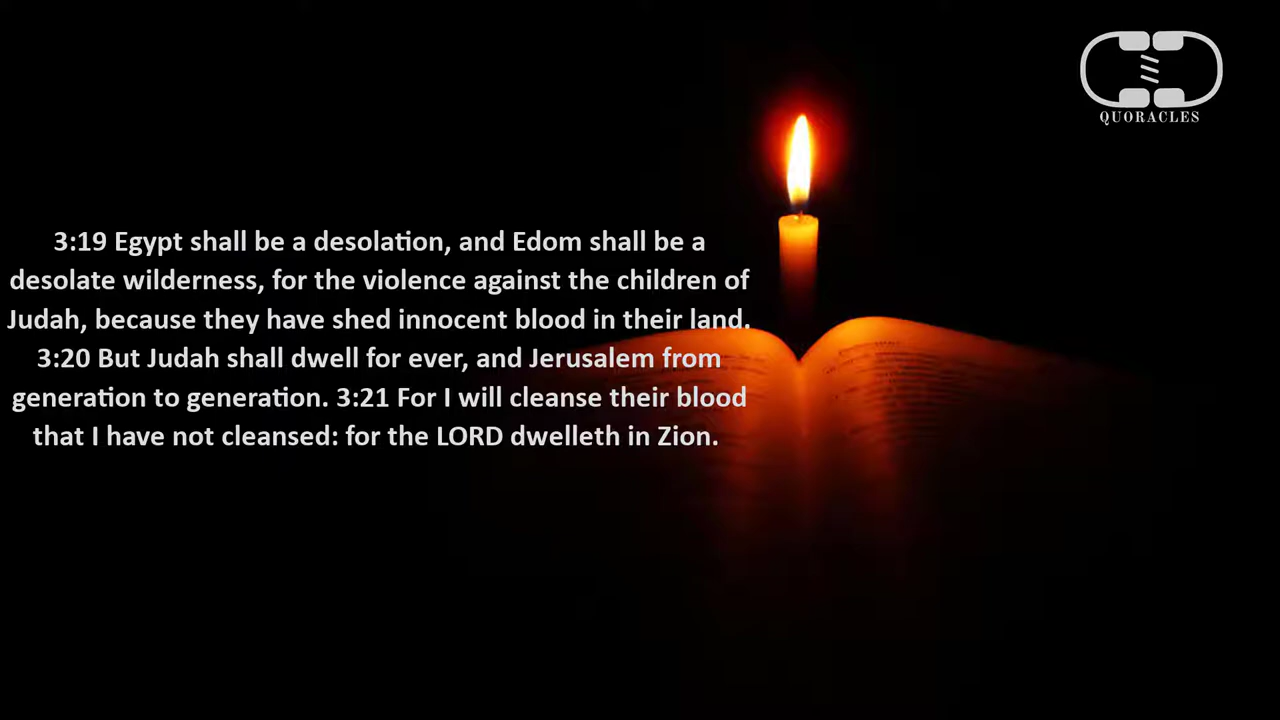 QUORACLES
3:19 Egypt shall be a desolation, and Edom shall be a
desolate wilderness, for the violence against the children of
Judah, because they have shed innocent blood in their land.
3:20 But Judah shall dwell for ever, and Jerusalem from
generation to generation. 3:21 For I will cleanse their blood
that I have not cleansed: for the LORD dwelleth in Zion.